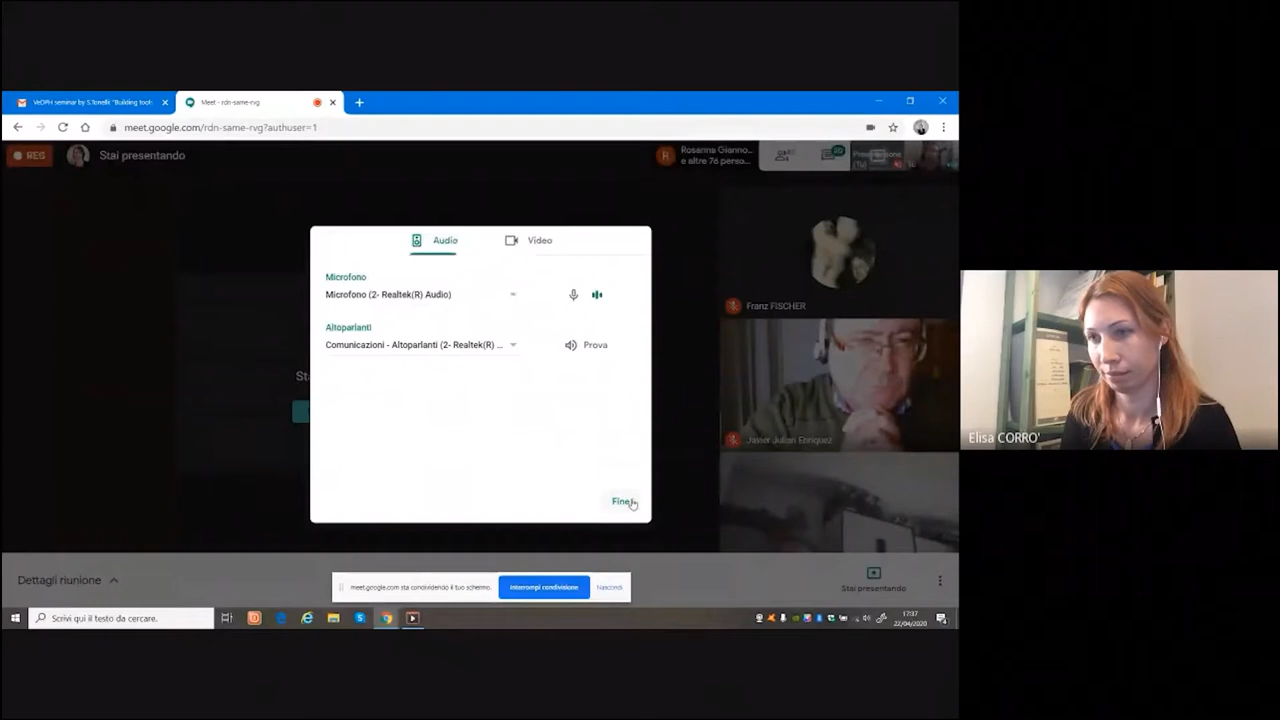 VeDPH seminar by S.Tonelli "Building tools
Meet - rdn-same-rvg
meet.google.com/rdn-same-rvg?authuser=1
REG
Stai presentando
Rosanna Gianno...
e altre 76 perso...
Audio
Video
Microfono
Microfono (2- Realtek(R) Audio)
Altoparlanti
Comunicazioni - Altoparlanti (2- Realtek(R) ...
Prova
Fine
Franz FISCHER
Javier Julian Enriquez
Elisa CORRO'
Dettagli riunione
meet.google.com sta condividendo il tuo schermo.
Interrompi condivisione
Nascondi
Stai presentando
Scrivi qui il testo da cercare.
17:37
22/04/2020